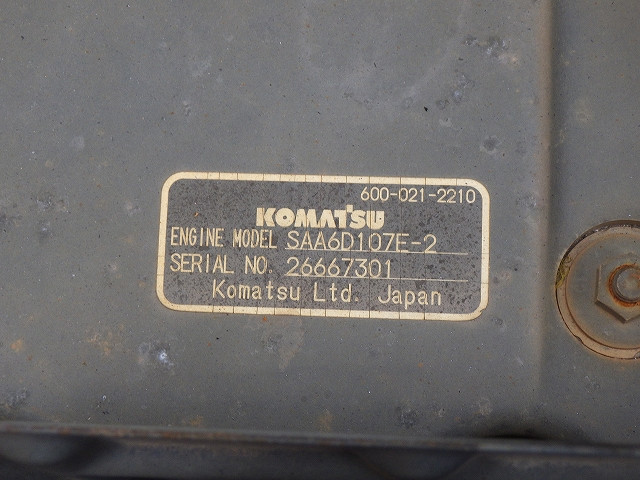 600-021-2210
KOMATSU
ENGINE MODEL SAA6D107E-2
SERIAL NO. 26667301
Komatsu Ltd. Japan